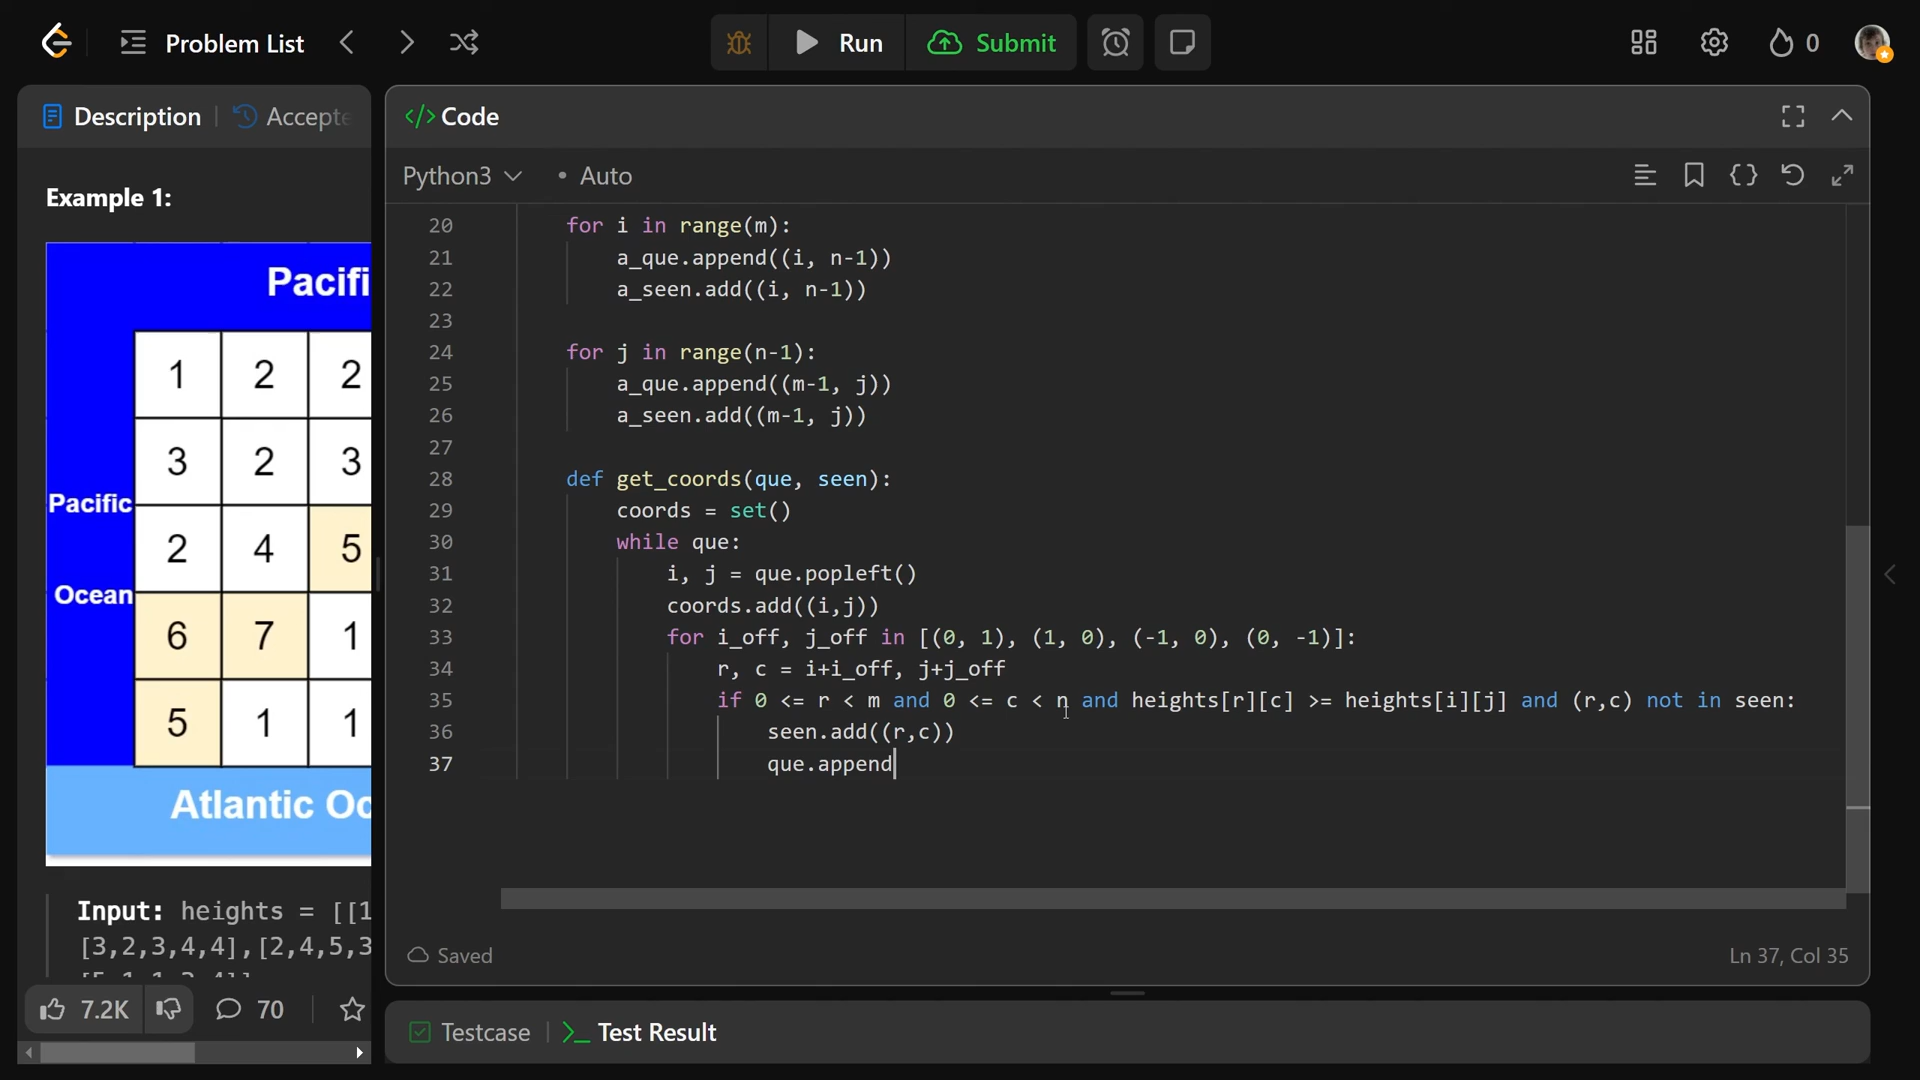 Problem List
Run
Submit
0
Description
Accepte
Example 1:
Pacifi
1 2 2
3 2 3
Pacific
2 4 5
Ocean
6 7 1
5 1 1
Atlantic Oc
Input: heights = [[1
[3,2,3,4,4],[2,4,5,3
7.2K
70
Code
Python3
Auto
20 for i in range(m):
21 a_que.append((i, n-1))
22 a_seen.add((i, n-1))
23
24 for j in range(n-1):
25 a_que.append((m-1, j))
26 a_seen.add((m-1, j))
27
28 def get_coords(que, seen):
29 coords = set()
30 while que:
31 i, j = que.popleft()
32 coords.add((i,j))
33 for i_off, j_off in [(0, 1), (1, 0), (-1, 0), (0, -1)]:
34 r, c = i+i_off, j+j_off
35 if 0 <= r < m and 0 <= c < n and heights[r][c] >= heights[i][j] and (r,c) not in seen:
36 seen.add((r,c))
37 que.append
Saved
Ln 37, Col 35
Testcase
Test Result